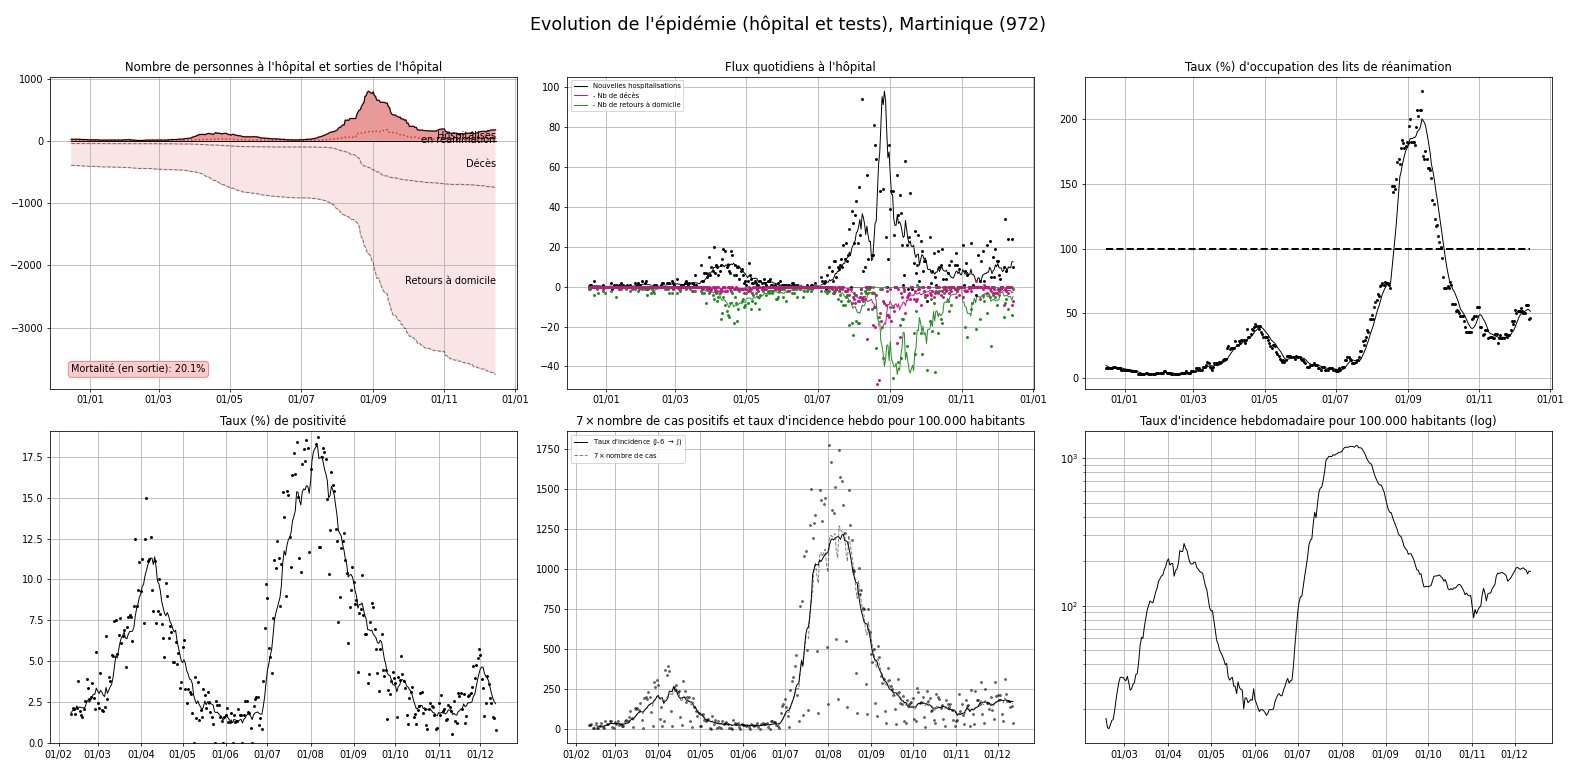 Evolution de l'épidémie (hôpital et tests), Martinique (972)
Nombre de personnes à l'hôpital et sorties de l'hôpital
1000
0
−1000
−2000
−3000
Hospitalisés
en réanimation
Décès
Retours à domicile
Mortalité (en sortie): 20.1%
01/01 01/03 01/05 01/07 01/09 01/11 01/01
Flux quotidiens à l'hôpital
Nouvelles hospitalisations
- Nb de décès
- Nb de retours à domicile
100
80
60
40
20
0
−20
−40
01/01 01/03 01/05 01/07 01/09 01/11 01/01
Taux (%) d'occupation des lits de réanimation
200
150
100
50
0
01/01 01/03 01/05 01/07 01/09 01/11 01/01
Taux (%) de positivité
17.5
15.0
12.5
10.0
7.5
5.0
2.5
0.0
01/02 01/03 01/04 01/05 01/06 01/07 01/08 01/09 01/10 01/11 01/12
7 × nombre de cas positifs et taux d'incidence hebdo pour 100.000 habitants
Taux d'incidence (j-6 → j)
7 × nombre de cas
1750
1500
1250
1000
750
500
250
0
01/02 01/03 01/04 01/05 01/06 01/07 01/08 01/09 01/10 01/11 01/12
Taux d'incidence hebdomadaire pour 100.000 habitants (log)
10³
10²
01/03 01/04 01/05 01/06 01/07 01/08 01/09 01/10 01/11 01/12